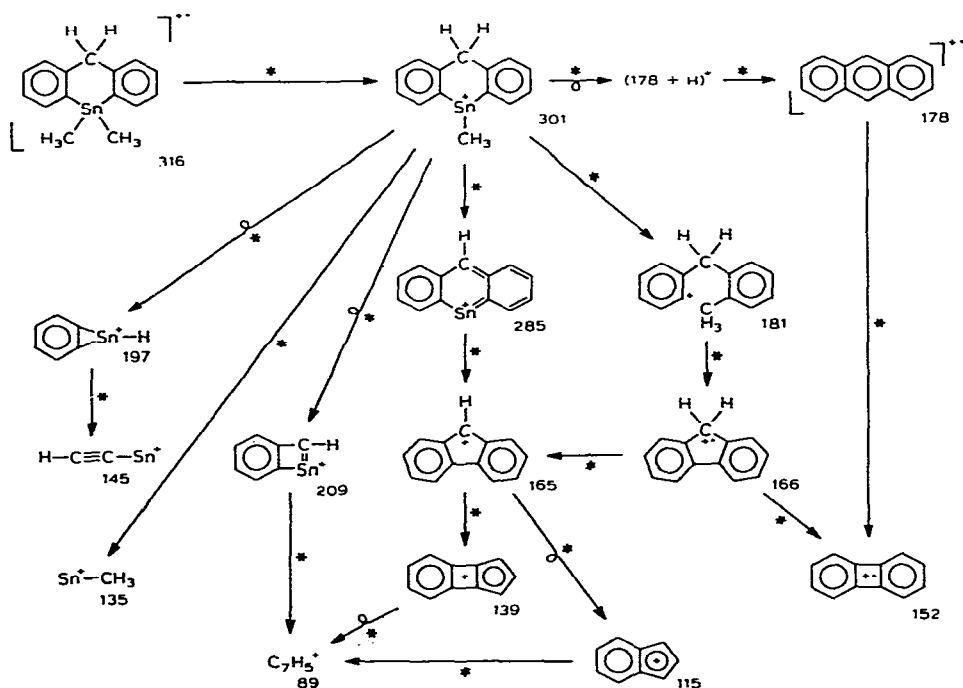 H H
C
Sn
H₃C CH₃
316
*
H H
C
Sn⁺
CH₃
301
*
(178 + H)⁺
*
178
*
*
*
*
*
*
Sn⁺—H
197
*
H—C≡C—Sn⁺
145
Sn⁺—CH₃
135
C—H
Sn⁺
209
*
H
C
Sn⁺
285
*
H
C
+
165
*
*
*
H H
C
C
H₃
181
*
H H
C
166
*
*
152
139
*
C₇H₅⁺
89
*
115